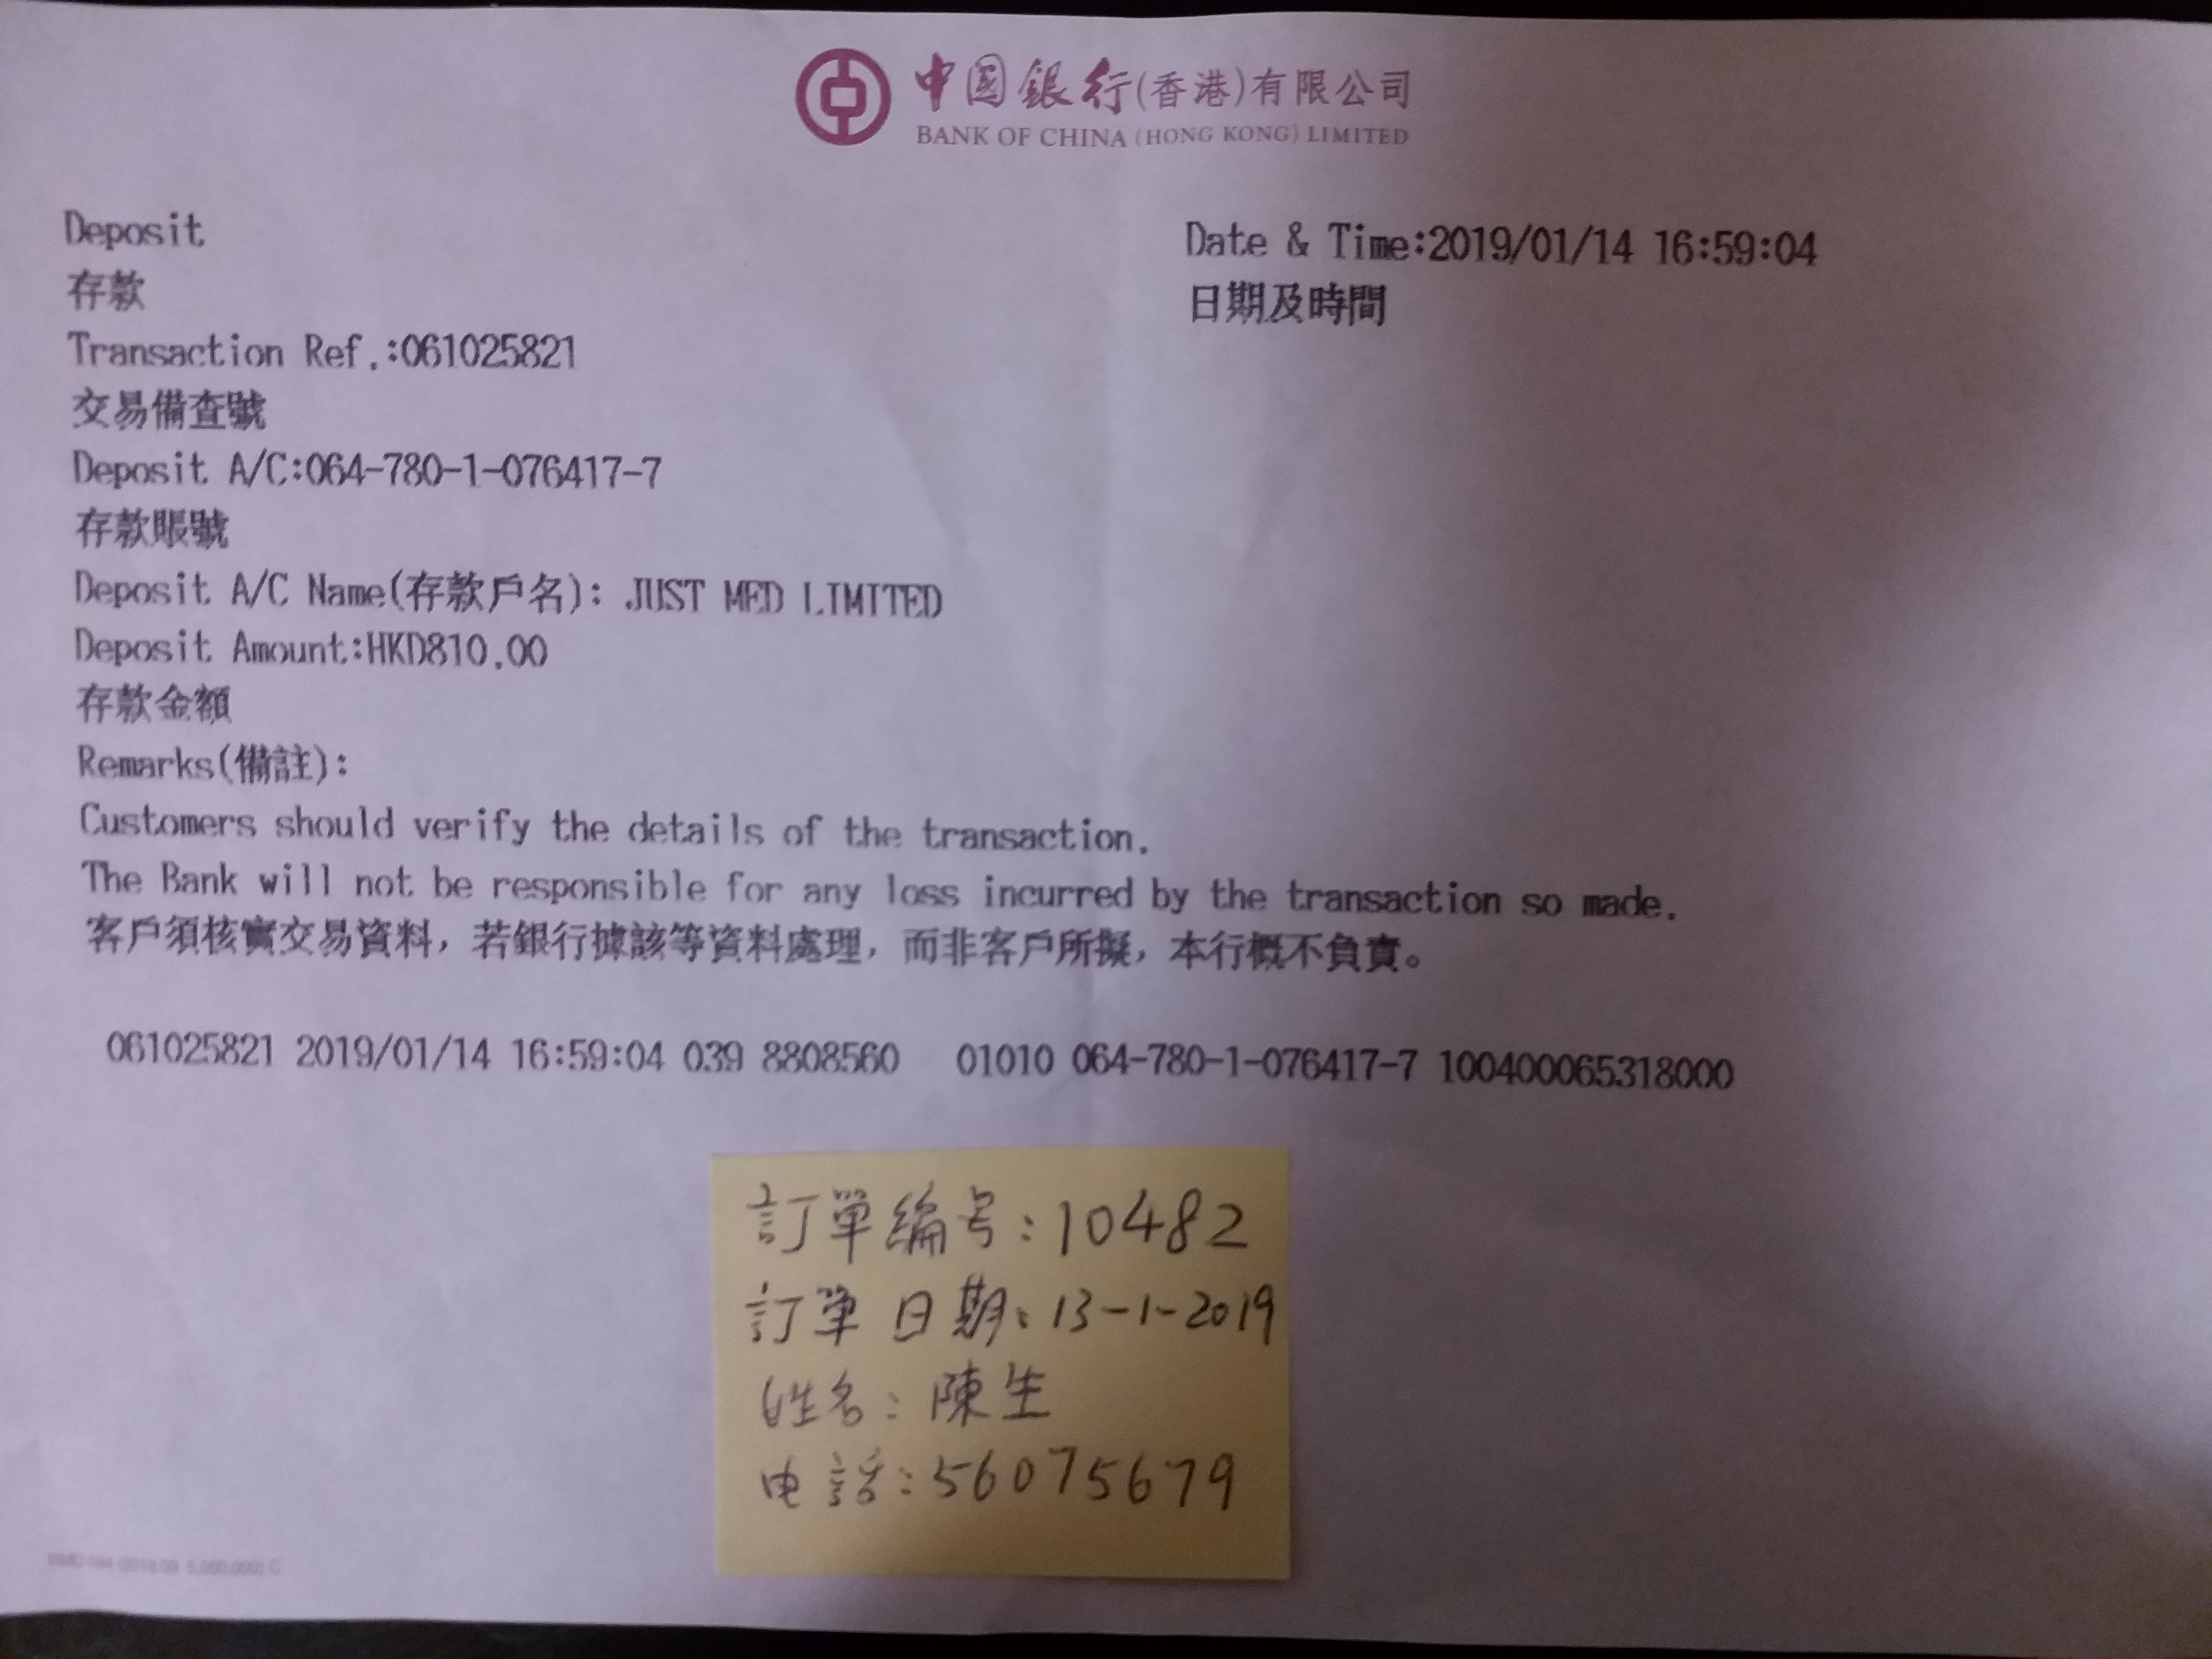 中国銀行(香港)有限公司
BANK OF CHINA (HONG KONG) LIMITED
Deposit
存款
Date & Time:2019/01/14 16:59:04
日期及時間
Transaction Ref.:061025821
交易備查號
Deposit A/C:064-780-1-076417-7
存款賬號
Deposit A/C Name(存款戶名): JUST MED LIMITED
Deposit Amount:HKD810.00
存款金額
Remarks(備註):
Customers should verify the details of the transaction.
The Bank will not be responsible for any loss incurred by the transaction so made.
客戶須核實交易資料，若銀行據該等資料處理，而非客戶所擬，本行概不負責。
061025821 2019/01/14 16:59:04 039 8808560 01010 064-780-1-076417-7 100400065318000
訂單編号:10482
訂單日期:13-1-2019
姓名:陳生
电話:56075679